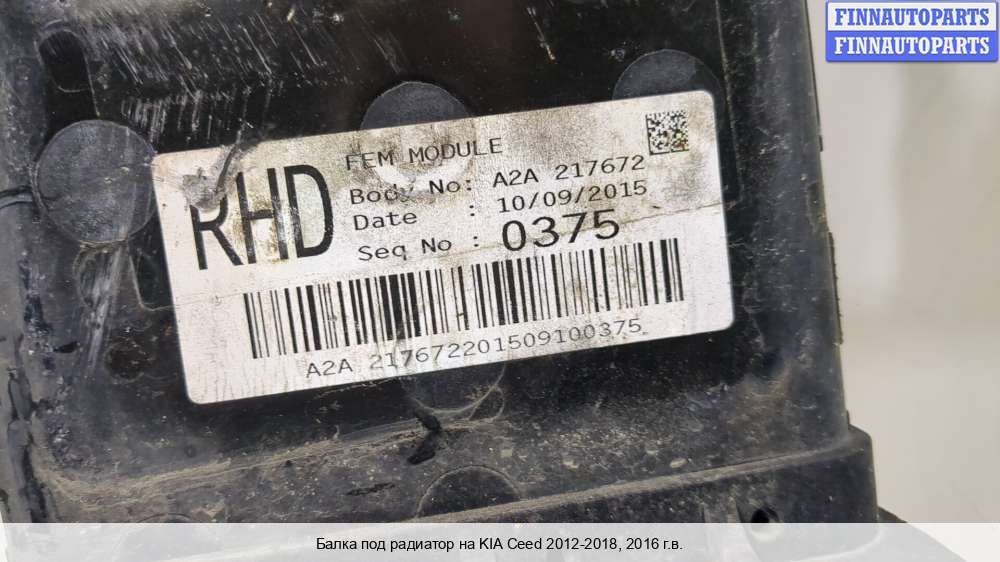 FINNAUTOPARTS
FINNAUTOPARTS
RHD
FEM MODULE
Body No: A2A 217672
Date : 10/09/2015
Seq No : 0375
A2A 217672201509100375
Балка под радиатор на KIA Ceed 2012-2018, 2016 г.в.